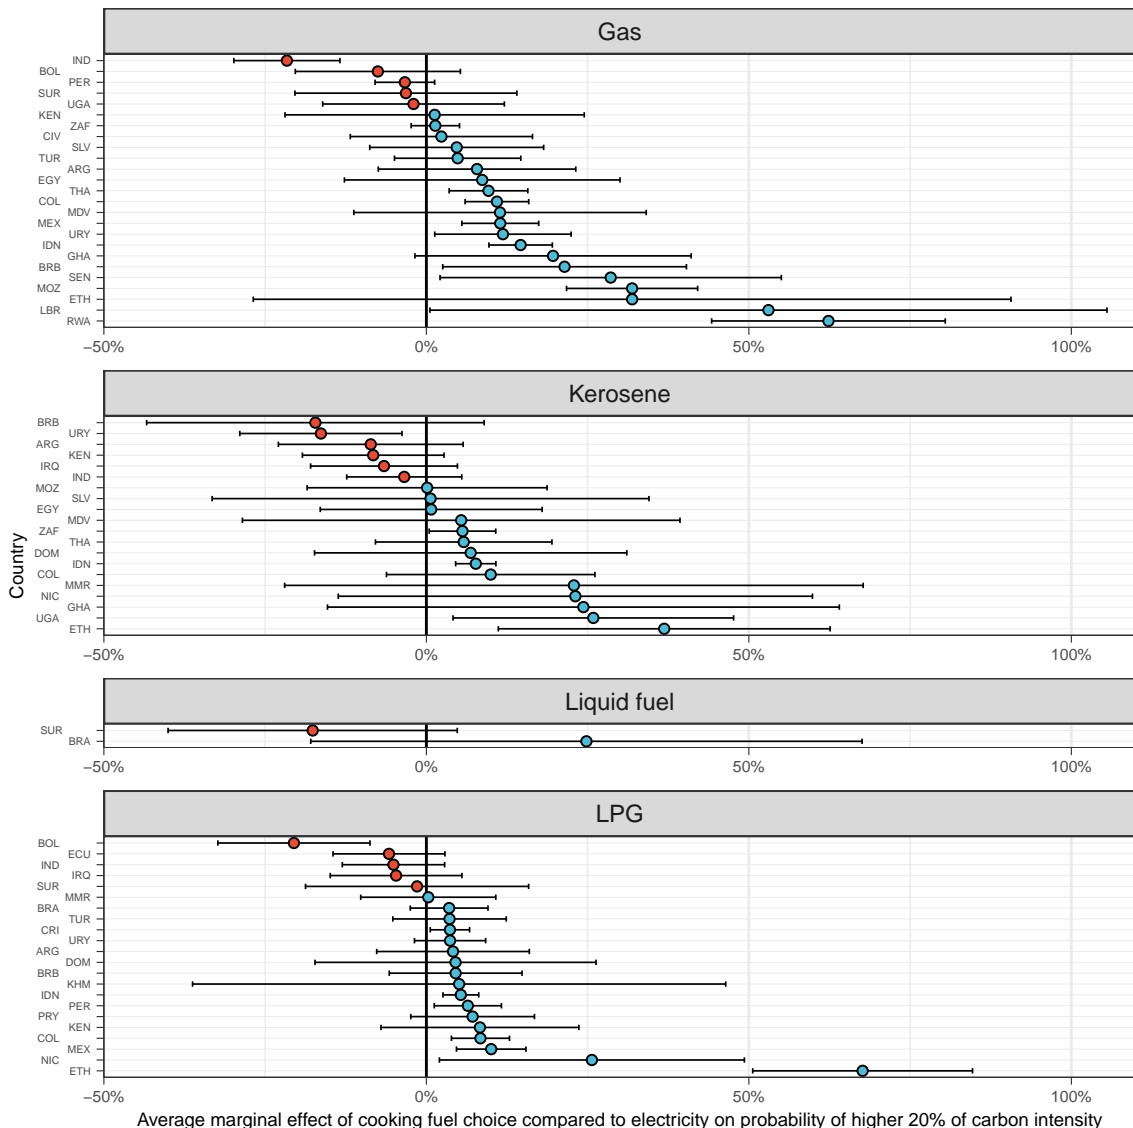 Gas
IND
BOL
PER
SUR
UGA
KEN
ZAF
CIV
SLV
TUR
ARG
EGY
THA
COL
MDV
MEX
URY
IDN
GHA
BRB
SEN
MOZ
ETH
LBR
RWA
−50% 0% 50% 100%
Kerosene
BRB
URY
ARG
KEN
IRQ
IND
MOZ
SLV
EGY
MDV
ZAF
THA
DOM
IDN
COL
MMR
NIC
GHA
UGA
ETH
−50% 0% 50% 100%
Country
Liquid fuel
SUR
BRA
−50% 0% 50% 100%
LPG
BOL
ECU
IND
IRQ
SUR
MMR
BRA
TUR
CRI
URY
ARG
DOM
BRB
KHM
IDN
PER
PRY
KEN
COL
MEX
NIC
ETH
−50% 0% 50% 100%
Average marginal effect of cooking fuel choice compared to electricity on probability of higher 20% of carbon intensity